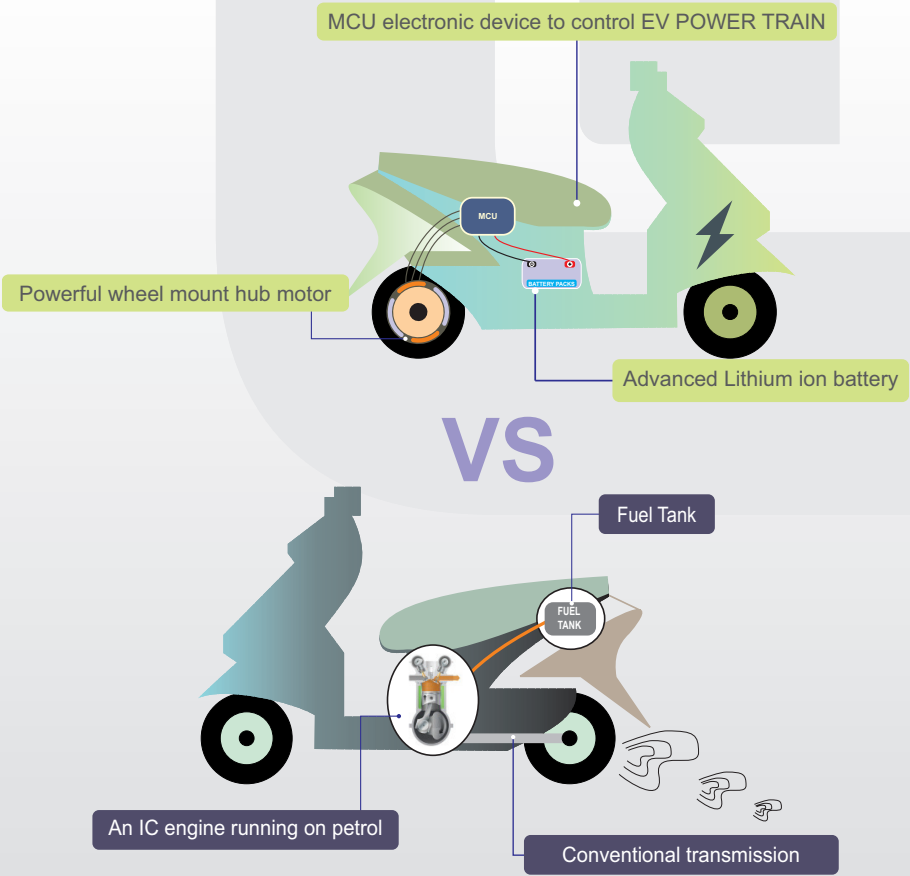 MCU electronic device to control EV POWER TRAIN
MCU
BATTERY PACKS
Powerful wheel mount hub motor
Advanced Lithium ion battery
VS
Fuel Tank
FUEL
TANK
An IC engine running on petrol
Conventional transmission